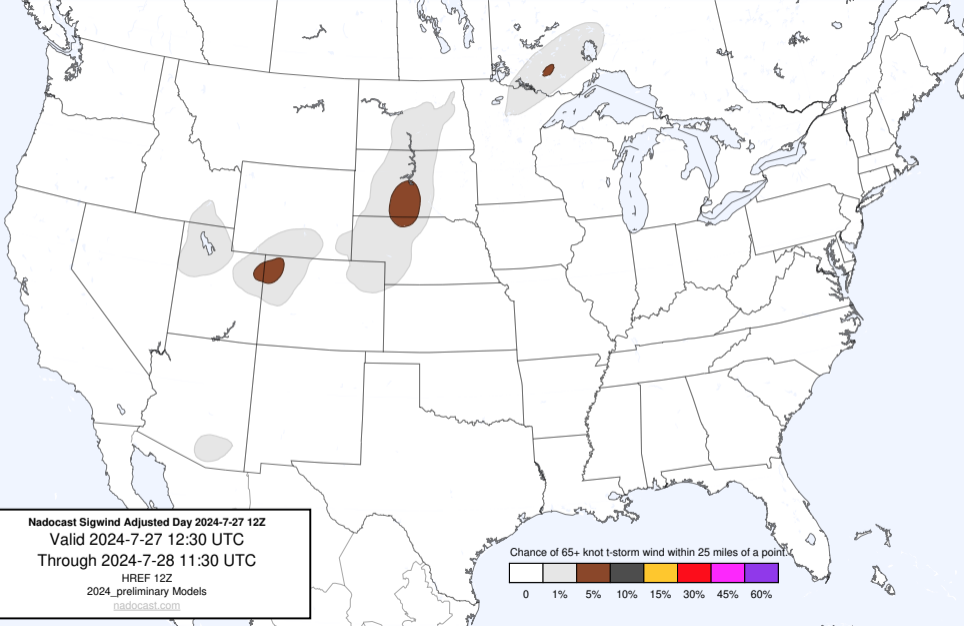 Nadocast Sigwind Adjusted Day 2024-7-27 12Z
Valid 2024-7-27 12:30 UTC
Through 2024-7-28 11:30 UTC
HREF 12Z
2024_preliminary Models
nadocast.com
Chance of 65+ knot t-storm wind within 25 miles of a point.
0 1% 5% 10% 15% 30% 45% 60%